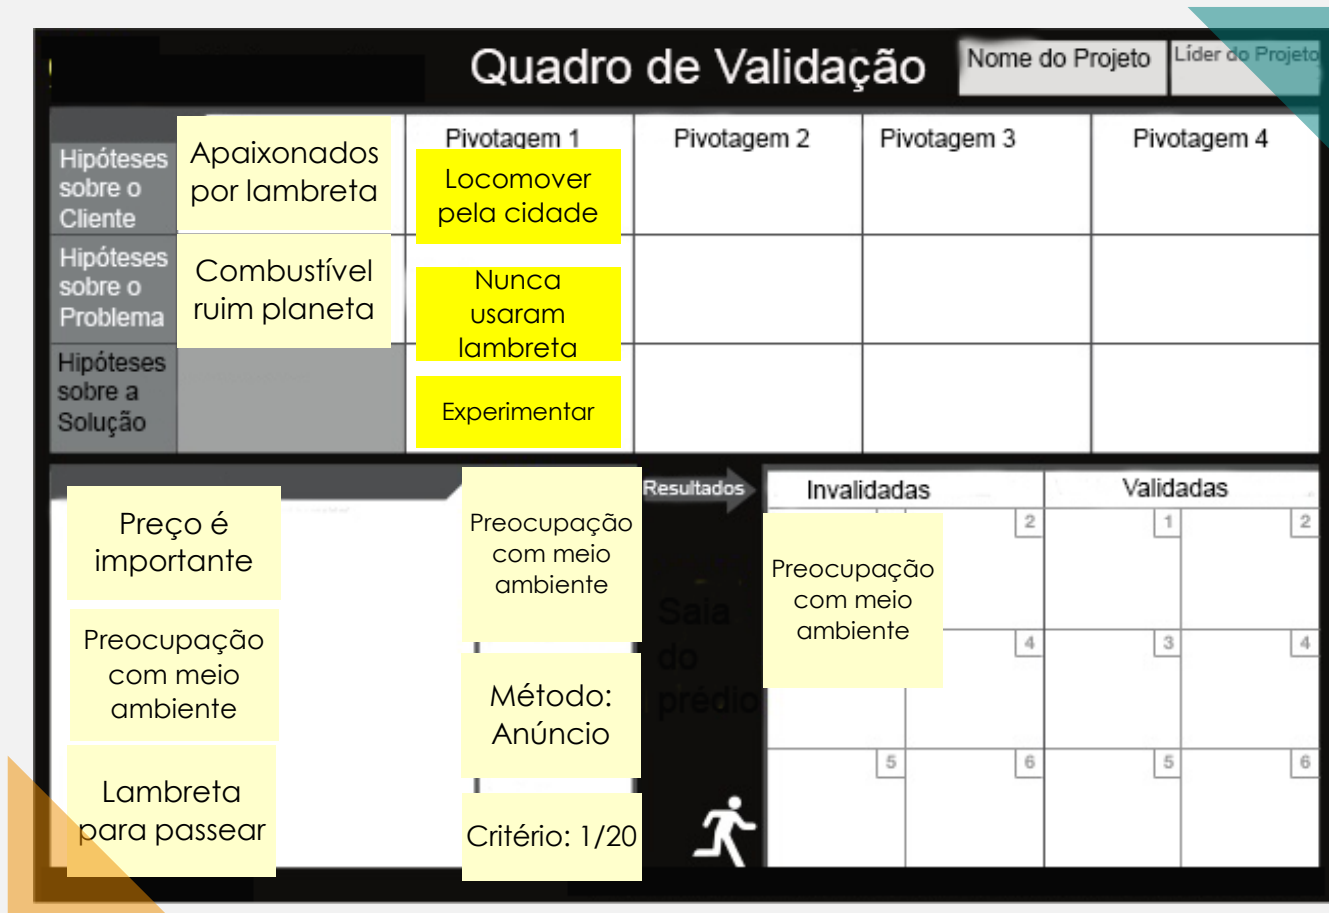 Quadro de Validação
Nome do Projeto
Líder do Projeto
Hipóteses
sobre o
Cliente
Apaixonados
por lambreta
Pivotagem 1
Locomover
pela cidade
Pivotagem 2
Pivotagem 3
Pivotagem 4
Hipóteses
sobre o
Problema
Combustível
ruim planeta
Nunca
usaram
lambreta
Hipóteses
sobre a
Solução
Experimentar
Preço é
importante
Preocupação
com meio
ambiente
Lambreta
para passear
Preocupação
com meio
ambiente
Método:
Anúncio
Critério: 1/20
Resultados
Saia
do
prédio
Invalidadas
Validadas
Preocupação
com meio
ambiente
2
1
2
4
3
4
5
6
5
6